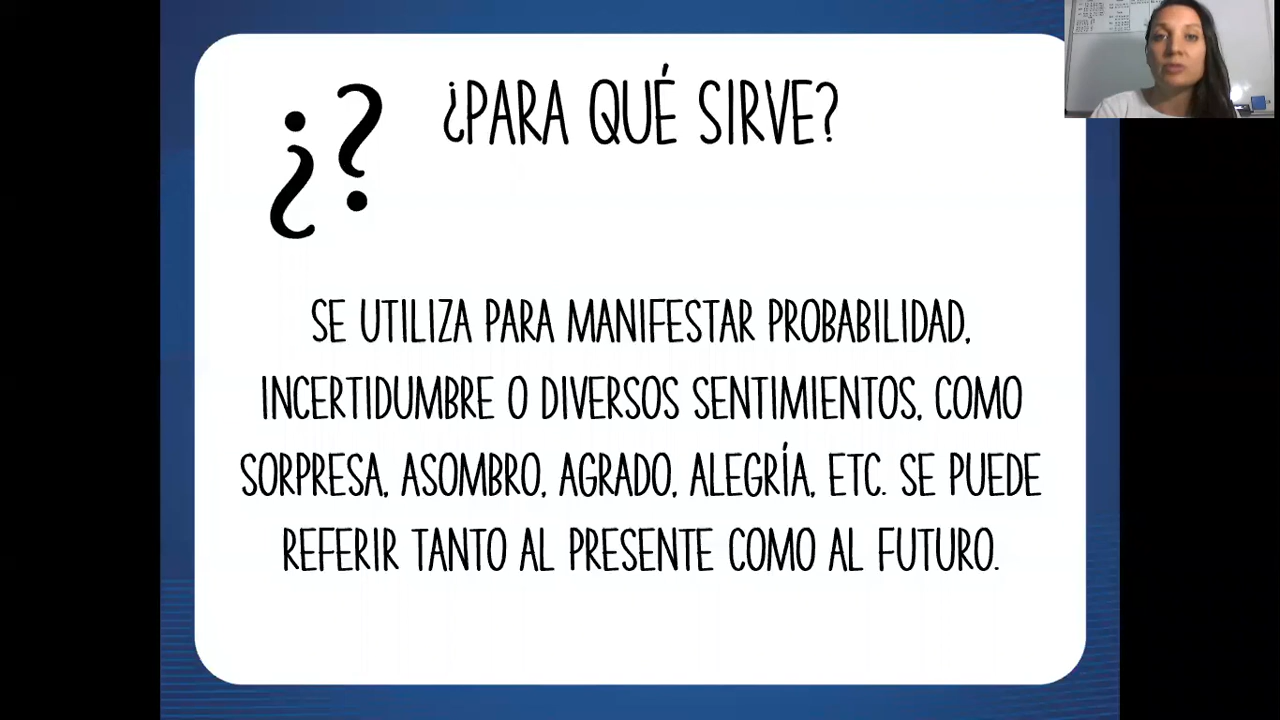 ¿?
¿PARA QUÉ SIRVE?
SE UTILIZA PARA MANIFESTAR PROBABILIDAD,
INCERTIDUMBRE O DIVERSOS SENTIMIENTOS, COMO
SORPRESA, ASOMBRO, AGRADO, ALEGRÍA, ETC. SE PUEDE
REFERIR TANTO AL PRESENTE COMO AL FUTURO.